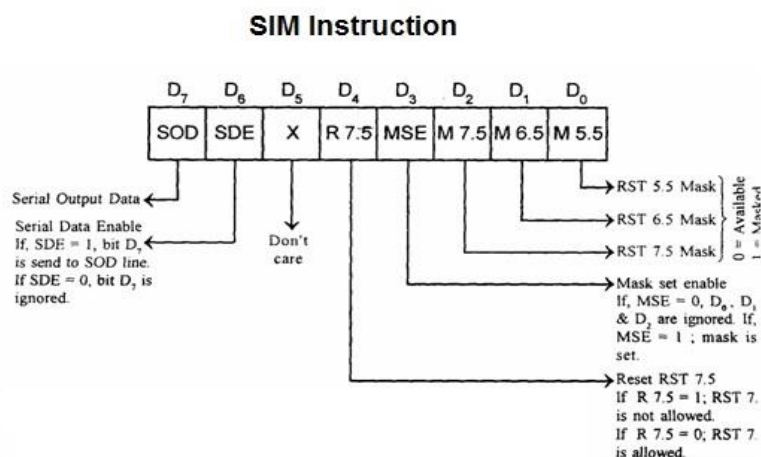 SIM Instruction
D7 D6 D5 D4 D3 D2 D1 D0
SOD SDE X R 7.5 MSE M 7.5 M 6.5 M 5.5
Serial Output Data
Serial Data Enable
If, SDE = 1, bit D7
is send to SOD line.
If SDE = 0, bit D7 is
ignored.
Don't
care
RST 5.5 Mask
RST 6.5 Mask
RST 7.5 Mask
0 = Available
1 = Masked
Mask set enable
If, MSE = 0, D0, D1
& D2 are ignored. If,
MSE = 1 ; mask is
set.
Reset RST 7.5
If R 7.5 = 1; RST 7.
is not allowed.
If R 7.5 = 0; RST 7.
is allowed.